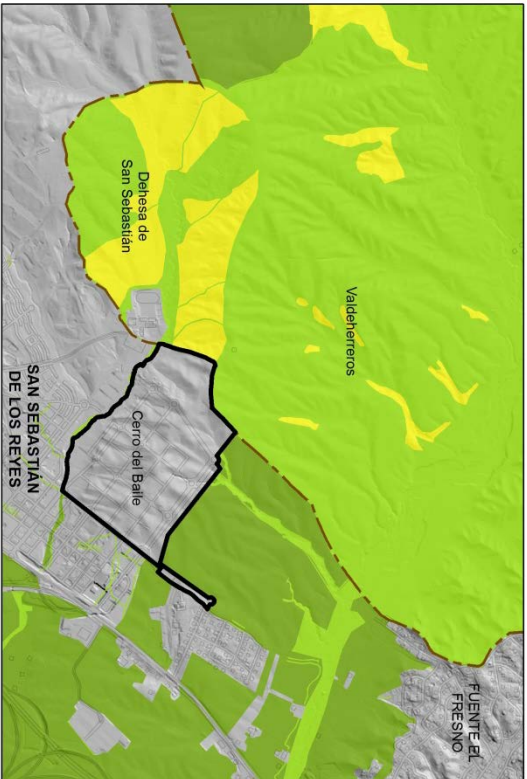 FUENTE EL
FRESNO
Valdeherreros
Dehesa de
San Sebastián
Cerro del Baile
SAN SEBASTIÁN
DE LOS REYES